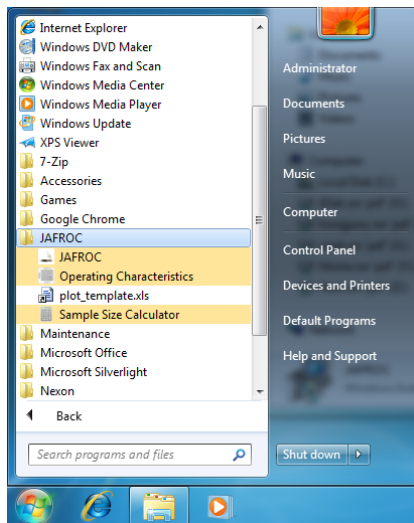 Internet Explorer
Windows DVD Maker
Windows Fax and Scan
Windows Media Center
Windows Media Player
Windows Update
XPS Viewer
7-Zip
Accessories
Games
Google Chrome
JAFROC
JAFROC
Operating Characteristics
plot_template.xls
Sample Size Calculator
Maintenance
Microsoft Office
Microsoft Silverlight
Nexon
Back
Search programs and files
Administrator
Documents
Pictures
Music
Computer
Control Panel
Devices and Printers
Default Programs
Help and Support
Shut down